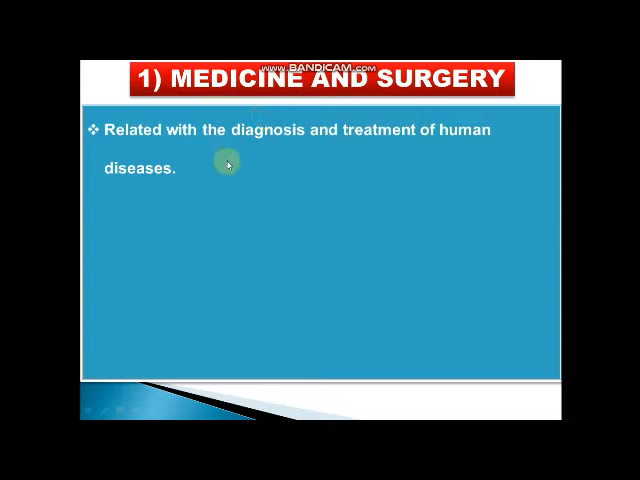 www.BANDICAM.com
1) MEDICINE AND SURGERY
❖ Related with the diagnosis and treatment of human
diseases.